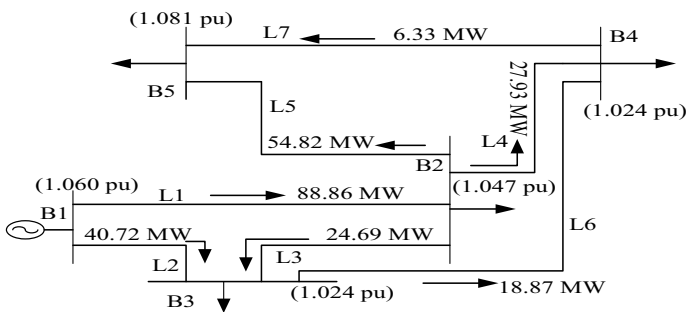 (1.081 pu)
L7
6.33 MW
B4
B5
27.93 MW
L5
(1.024 pu)
54.82 MW
L4
B2
(1.060 pu)
(1.047 pu)
L1
88.86 MW
B1
L6
40.72 MW
24.69 MW
L2
L3
B3
(1.024 pu)
18.87 MW